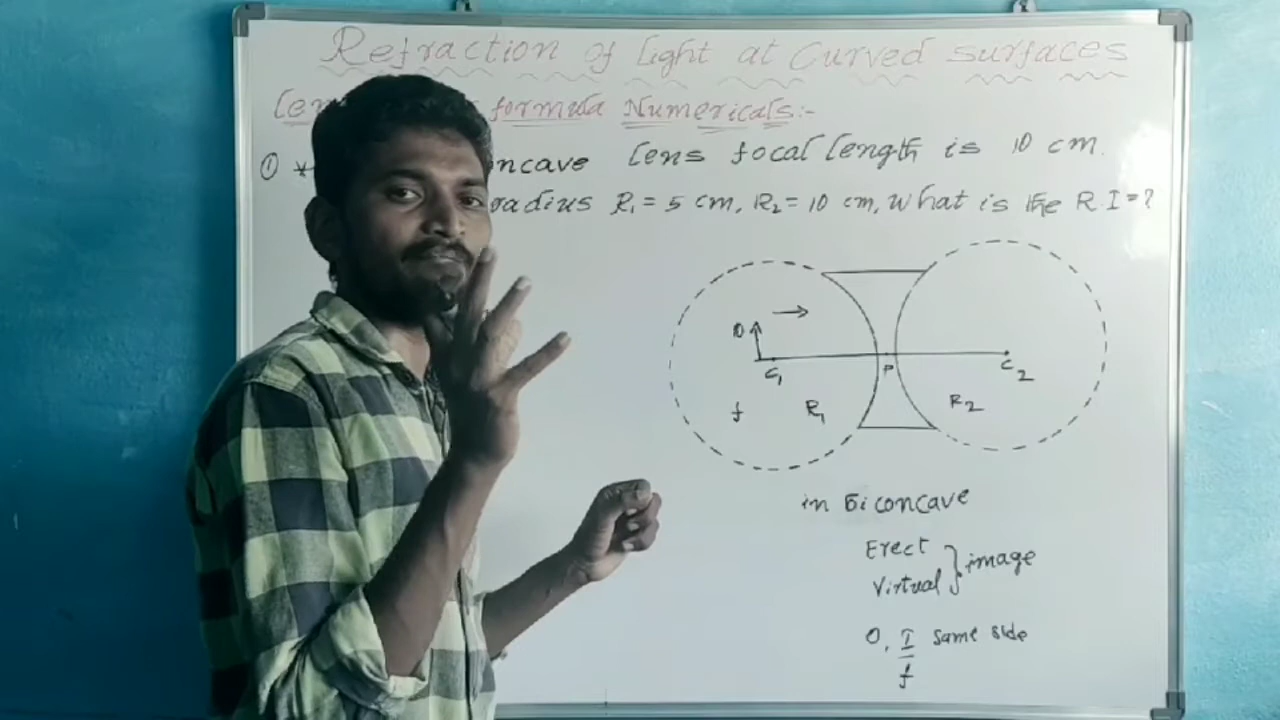 Refraction of light at Curved surfaces
formula Numericals:-
① * lens focal length is 10 cm.
radius R₁ = 5 cm, R₂ = 10 cm, What is the R.I = ?
O →
C₁ P C₂
f R₁ R₂
in Biconcave
Erect
Virtual } image
O, I same side
f